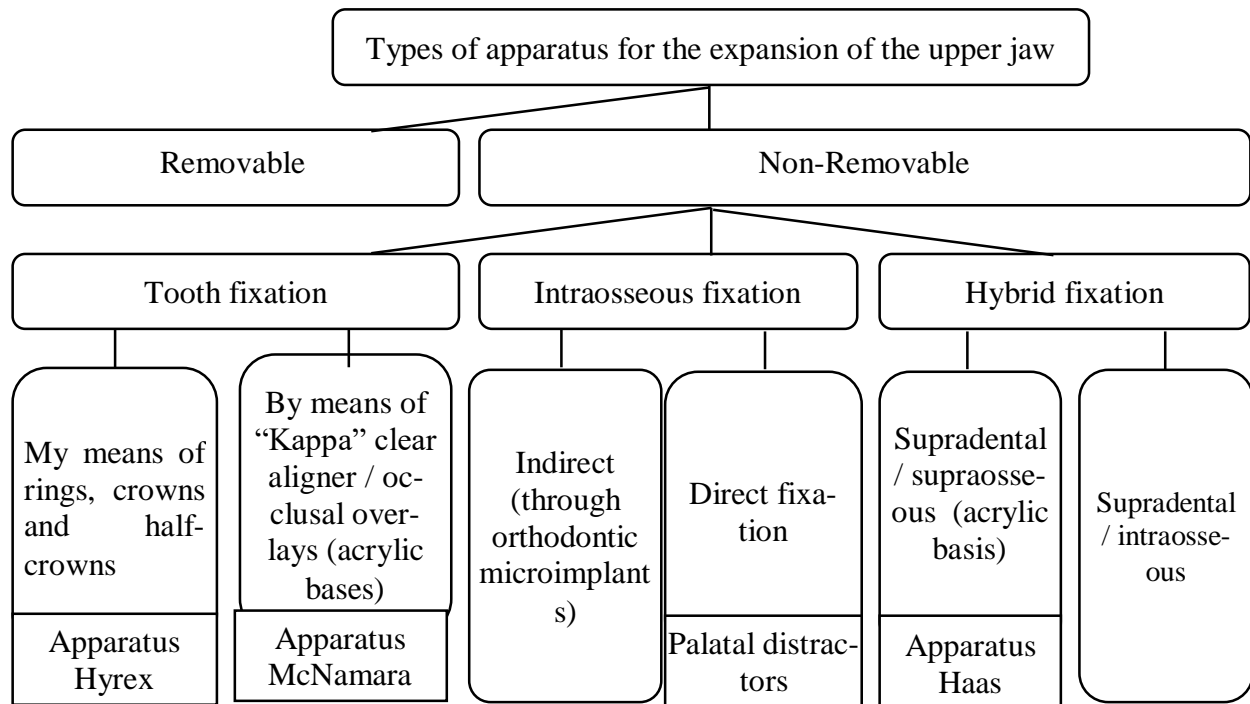 Types of apparatus for the expansion of the upper jaw
Removable
Non-Removable
Tooth fixation
Intraosseous fixation
Hybrid fixation
My means of
rings, crowns
and half-
crowns
Apparatus
Hyrex
By means of
“Kappa” clear
aligner / oc-
clusal over-
lays (acrylic
bases)
Apparatus
McNamara
Indirect
(through
orthodontic
microimplant
s)
Direct fixa-
tion
Palatal distrac-
tors
Supradental
/ supraosse-
ous (acrylic
basis)
Apparatus
Haas
Supradental
/ intraosse-
ous